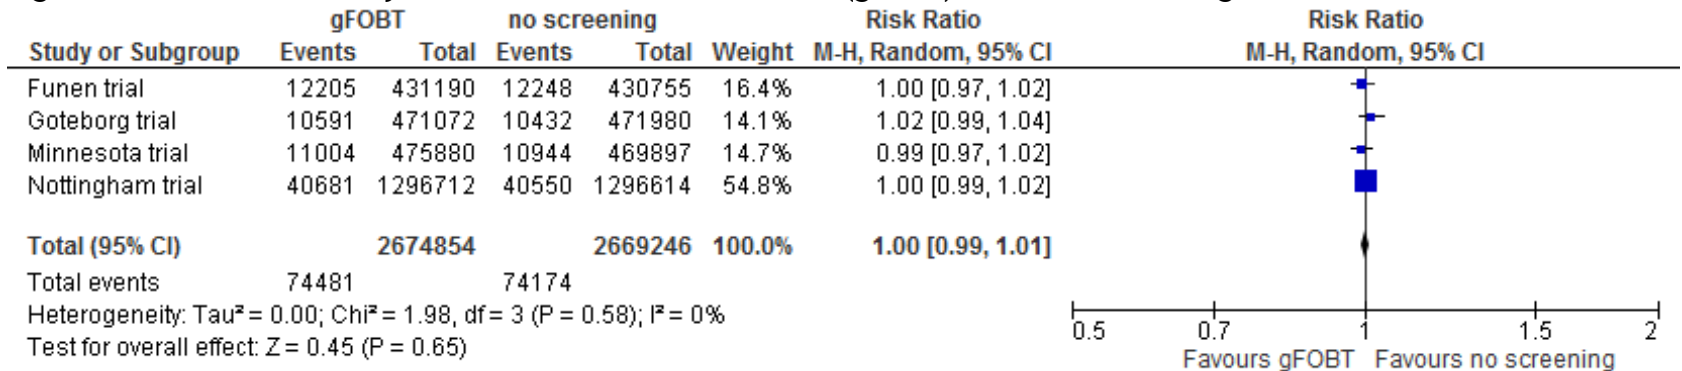 gFOBT no screening Risk Ratio Risk Ratio
Study or Subgroup Events Total Events Total Weight M-H, Random, 95% CI M-H, Random, 95% CI
Funen trial 12205 431190 12248 430755 16.4% 1.00 [0.97, 1.02]
Goteborg trial 10591 471072 10432 471980 14.1% 1.02 [0.99, 1.04]
Minnesota trial 11004 475880 10944 469897 14.7% 0.99 [0.97, 1.02]
Nottingham trial 40681 1296712 40550 1296614 54.8% 1.00 [0.99, 1.02]
Total (95% CI) 2674854 2669246 100.0% 1.00 [0.99, 1.01]
Total events 74481 74174
Heterogeneity: Tau² = 0.00; Chi² = 1.98, df = 3 (P = 0.58); I² = 0%
Test for overall effect: Z = 0.45 (P = 0.65)
0.5 0.7 1 1.5 2
Favours gFOBT Favours no screening